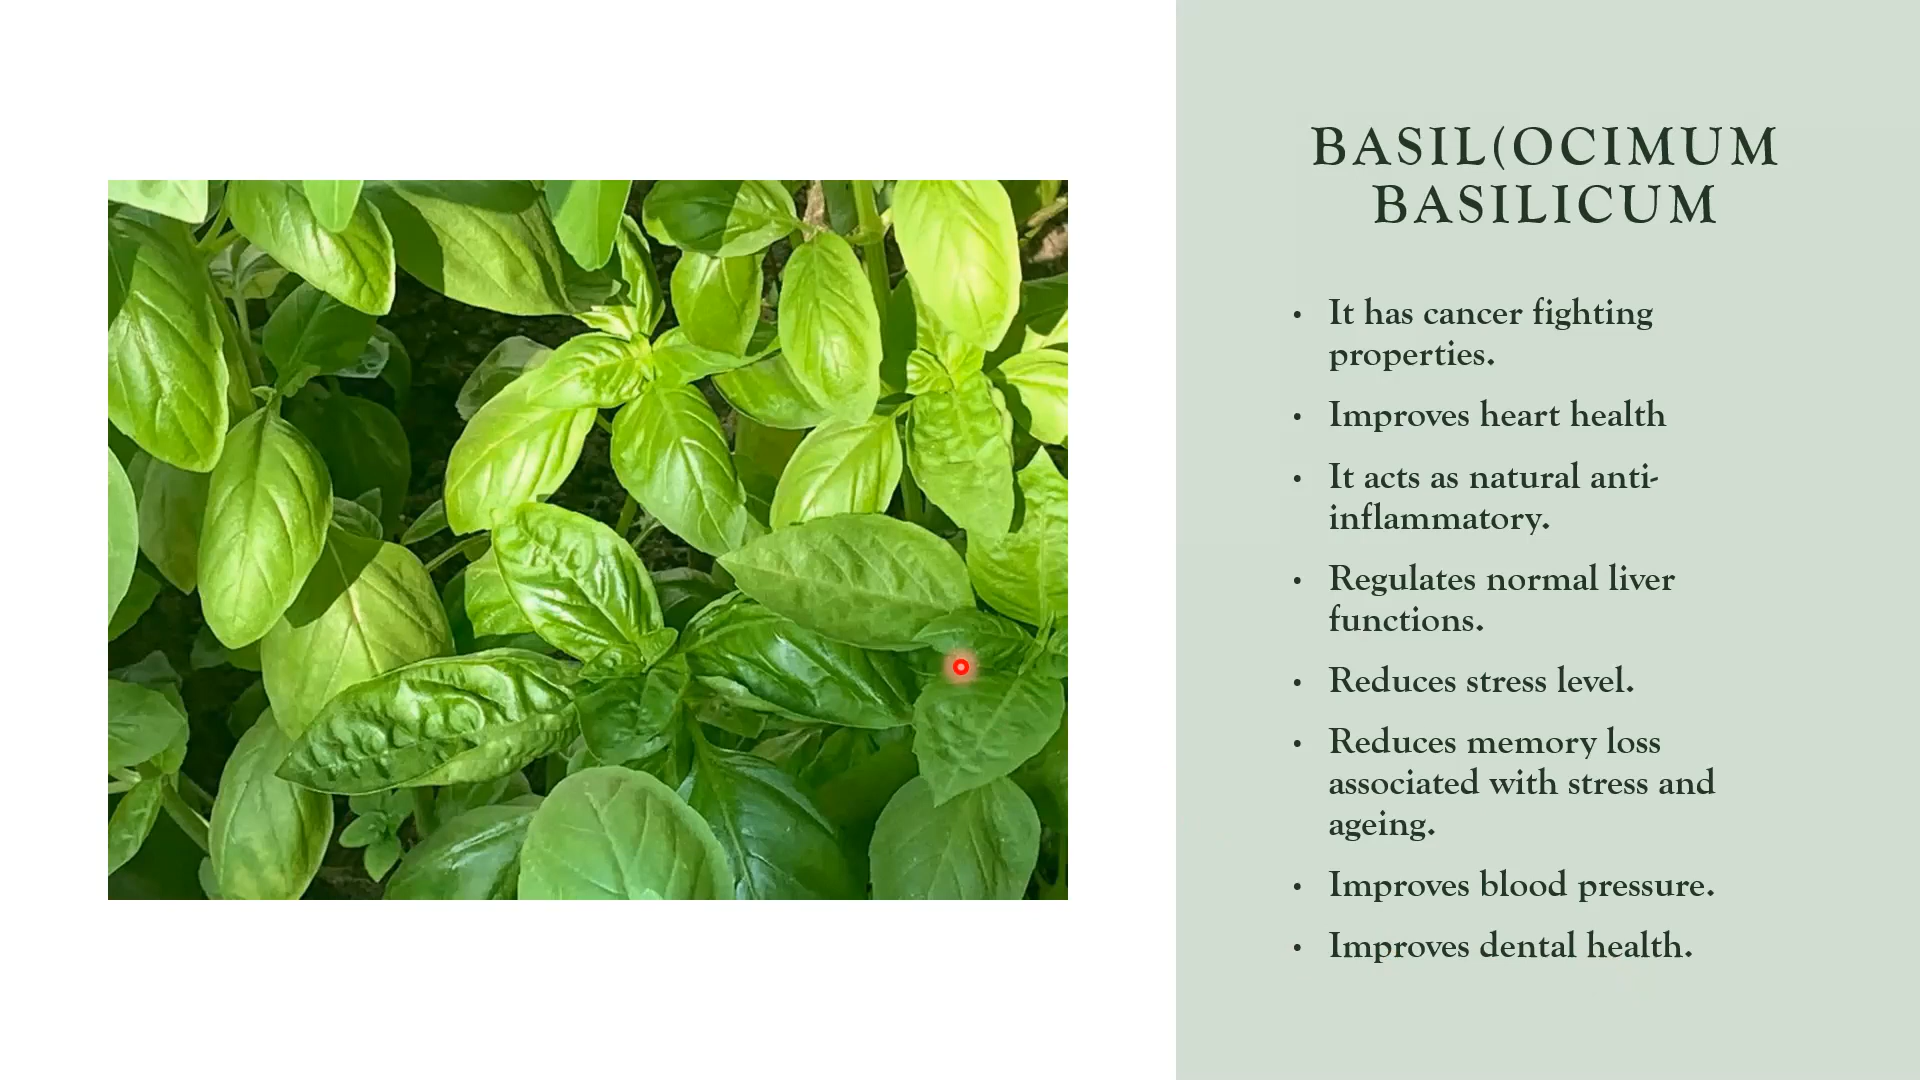 BASIL(OCIMUM
BASILICUM
• It has cancer fighting
properties.
• Improves heart health
• It acts as natural anti-
inflammatory.
• Regulates normal liver
functions.
• Reduces stress level.
• Reduces memory loss
associated with stress and
ageing.
• Improves blood pressure.
• Improves dental health.